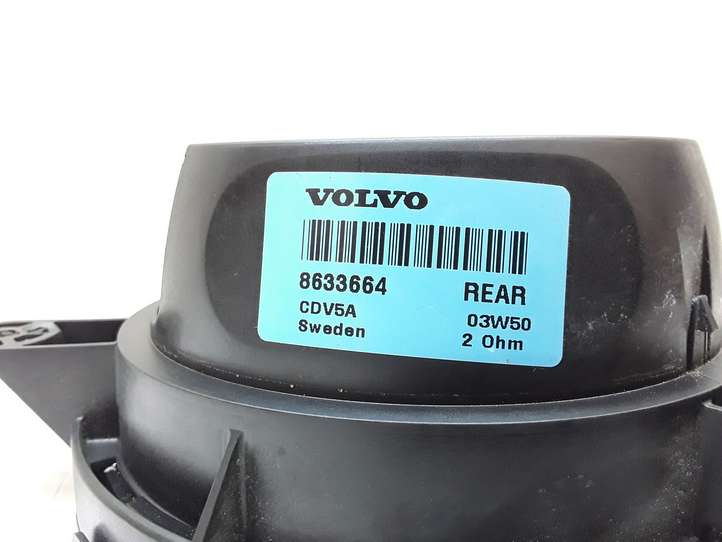 VOLVO
8633664 REAR
CDV5A 03W50
Sweden 2 Ohm